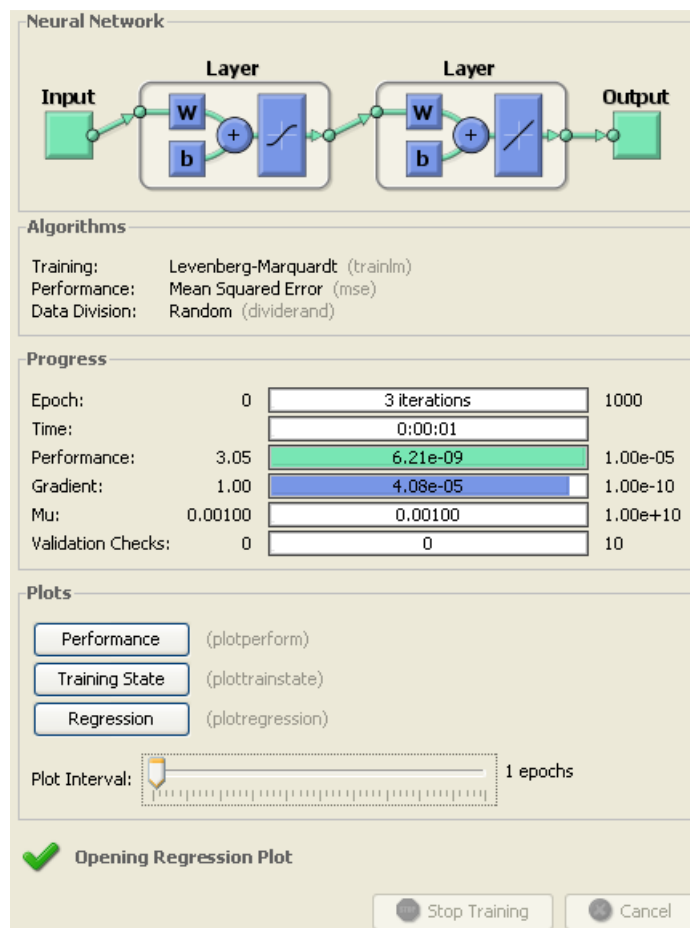 Neural Network
Layer Layer
Input Output
W W
+ +
b b
Algorithms
Training: Levenberg-Marquardt (trainlm)
Performance: Mean Squared Error (mse)
Data Division: Random (dividerand)
Progress
Epoch: 0 3 iterations 1000
Time: 0:00:01
Performance: 3.05 6.21e-09 1.00e-05
Gradient: 1.00 4.08e-05 1.00e-10
Mu: 0.00100 0.00100 1.00e+10
Validation Checks: 0 0 10
Plots
Performance (plotperform)
Training State (plottrainstate)
Regression (plotregression)
Plot Interval: 1 epochs
Opening Regression Plot
STOP Stop Training Cancel